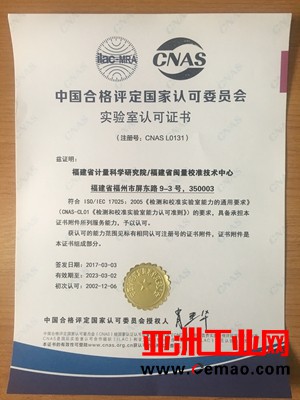 ilac-MRA
CNAS
中国合格评定国家认可委员会
实验室认可证书
（注册号：CNAS L0131）
兹证明：
福建省计量科学研究院/福建省闽量校准技术中心
福建省福州市屏东路 9-3 号，350003
符合 ISO/IEC 17025：2005《检测和校准实验室能力的通用要求》
(CNAS-CL01《检测和校准实验室能力认可准则》)的要求，具备承担本
证书附件所列服务能力，予以认可。
获认可的能力范围见标有相同认可注册号的证书附件，证书附件是
本证书组成部分。
签发日期：2017-03-03
有效期至：2023-03-02
初次认可：2002-12-06
中国合格评定国家认可委员会授权人
亚洲工业网
www.cemao.com